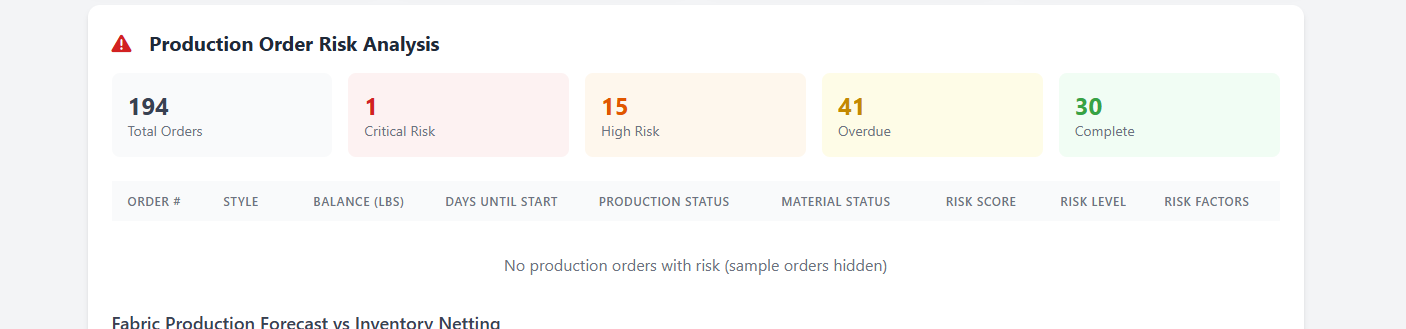 Production Order Risk Analysis
194 1 15 41 30
Total Orders Critical Risk High Risk Overdue Complete
ORDER # STYLE BALANCE (LBS) DAYS UNTIL START PRODUCTION STATUS MATERIAL STATUS RISK SCORE RISK LEVEL RISK FACTORS
No production orders with risk (sample orders hidden)
Fabric Production Forecast vs Inventory Netting